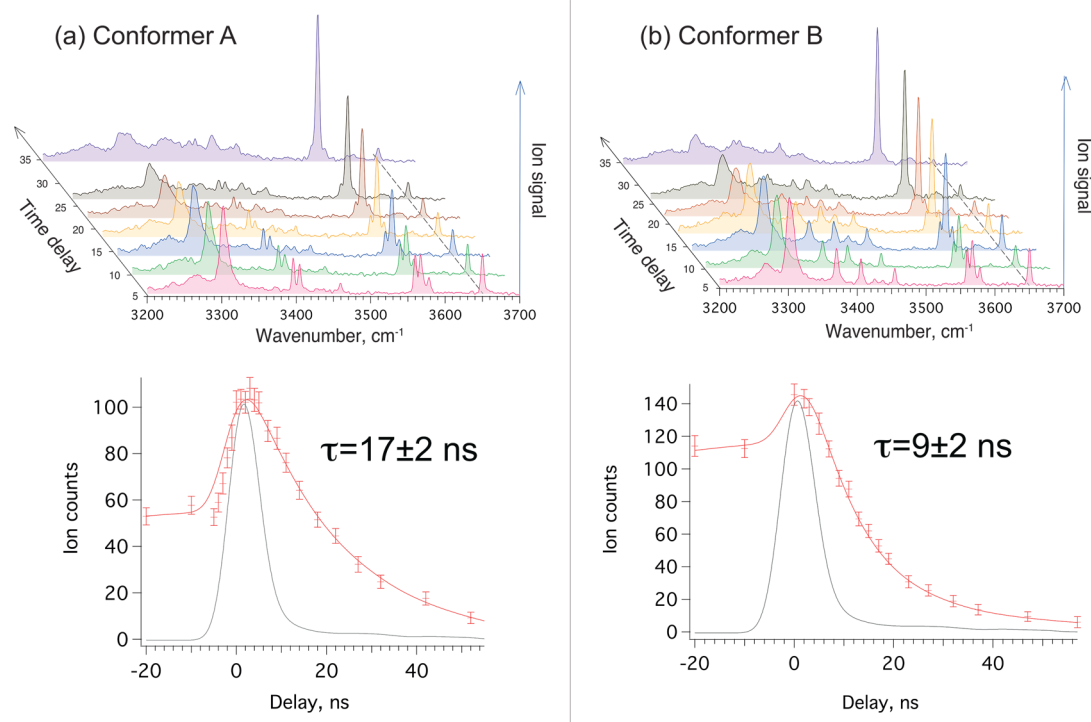 (a) Conformer A
35
30
25
20
15
10
5
Time delay
Ion signal
3200 3300 3400 3500 3600 3700
Wavenumber, cm⁻¹
(b) Conformer B
35
30
25
20
15
10
5
Time delay
Ion signal
3200 3300 3400 3500 3600 3700
Wavenumber, cm⁻¹
100
80
60
40
20
0
Ion counts
τ=17±2 ns
-20 0 20 40
Delay, ns
140
120
100
80
60
40
20
0
Ion counts
τ=9±2 ns
-20 0 20 40
Delay, ns